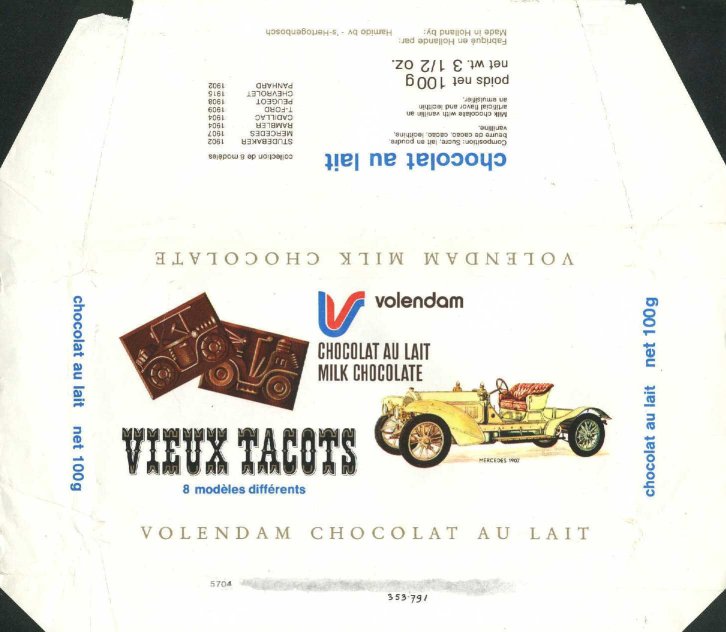 Fabriqué en Hollande par:
Made in Holland by: Hamido bv - 's-Hertogenbosch
poids net 100g
net wt. 3 1/2 oz.
chocolat au lait
Composition: Sucre, lait en poudre,
beurre de cacao, cacao, lecithine,
vanilline.
Milk chocolate with vanillin an
artificial flavor and lecithin
an emulsifier.
collection de 8 modèles
STUDEBAKER 1902
MERCEDES 1907
RAMBLER 1904
CADILLAC 1904
T-FORD 1909
PEUGEOT 1908
CHEVROLET 1915
PANHARD 1902
VOLENDAM MILK CHOCOLATE
volendam
CHOCOLAT AU LAIT
MILK CHOCOLATE
VIEUX TACOTS
8 modèles différents
MERCEDES 1907
chocolat au lait net 100g
chocolat au lait net 100g
VOLENDAM CHOCOLAT AU LAIT
5704
353.791